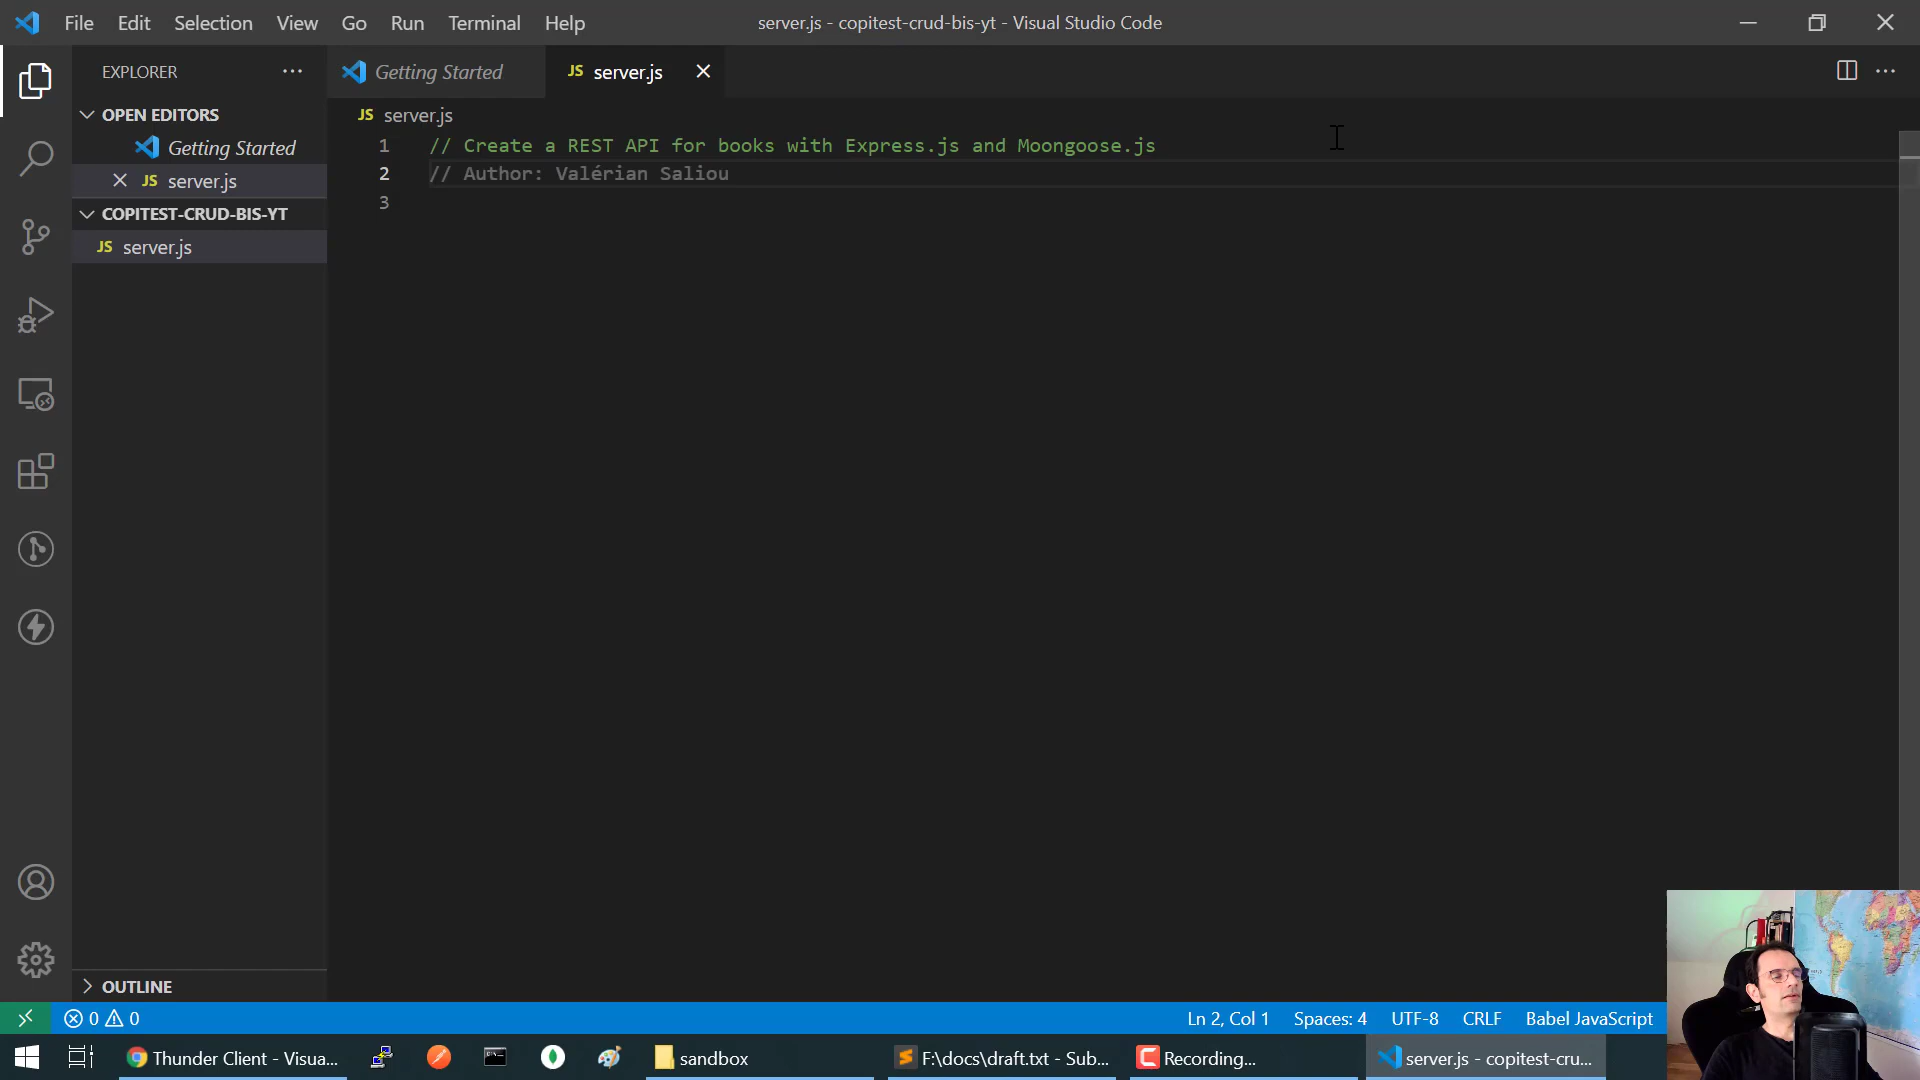 File Edit Selection View Go Run Terminal Help
server.js - copitest-crud-bis-yt - Visual Studio Code
EXPLORER
OPEN EDITORS
Getting Started
JS server.js
COPITEST-CRUD-BIS-YT
JS server.js
OUTLINE
Getting Started
JS server.js
JS server.js
1 // Create a REST API for books with Express.js and Moongoose.js
2 // Author: Valérian Saliou
3
0 0
Ln 2, Col 1 Spaces: 4 UTF-8 CRLF Babel JavaScript
Thunder Client - Visua... sandbox F:\docs\draft.txt - Sub... Recording... server.js - copitest-cru...